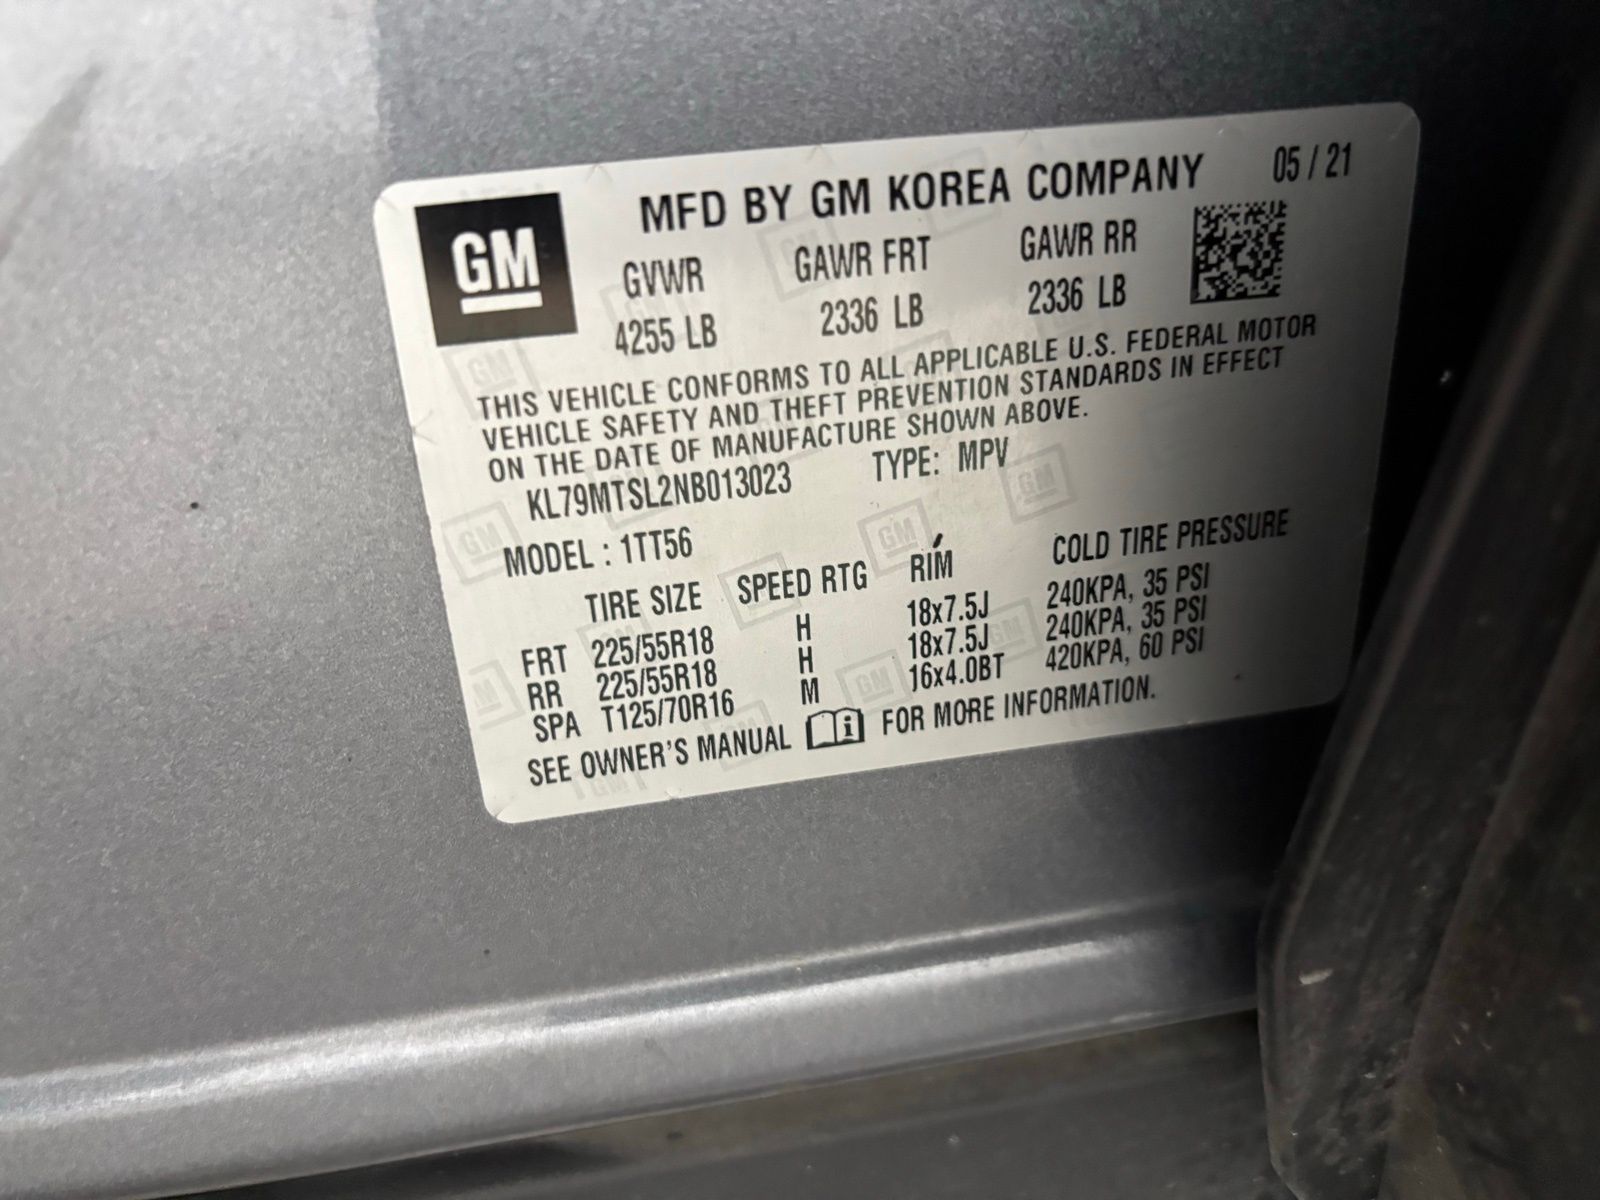 GM
MFD BY GM KOREA COMPANY 05 / 21
GVWR GAWR FRT GAWR RR
4255 LB 2336 LB 2336 LB
THIS VEHICLE CONFORMS TO ALL APPLICABLE U.S. FEDERAL MOTOR
VEHICLE SAFETY AND THEFT PREVENTION STANDARDS IN EFFECT
ON THE DATE OF MANUFACTURE SHOWN ABOVE.
KL79MTSL2NB013023 TYPE: MPV
MODEL : 1TT56
TIRE SIZE SPEED RTG RIM COLD TIRE PRESSURE
FRT 225/55R18 H 18x7.5J 240KPA, 35 PSI
RR 225/55R18 H 18x7.5J 240KPA, 35 PSI
SPA T125/70R16 M 16x4.0BT 420KPA, 60 PSI
SEE OWNER'S MANUAL i FOR MORE INFORMATION.